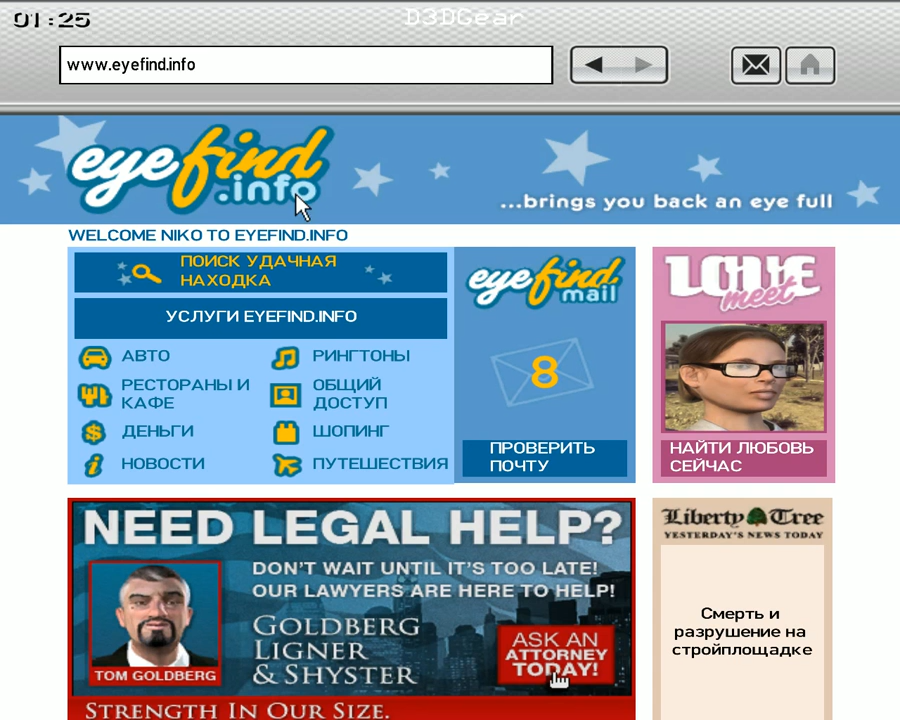 01:25
D3DGear
www.eyefind.info
eyefind
.info
...brings you back an eye full
WELCOME NIKO TO EYEFIND.INFO
ПОИСК УДАЧНАЯ
НАХОДКА
УСЛУГИ EYEFIND.INFO
АВТО
РИНГТОНЫ
РЕСТОРАНЫ И
КАФЕ
ОБЩИЙ
ДОСТУП
ДЕНЬГИ
ШОПИНГ
НОВОСТИ
ПУТЕШЕСТВИЯ
eyefind
mail
8
ПРОВЕРИТЬ
ПОЧТУ
LOVE
meet
НАЙТИ ЛЮБОВЬ
СЕЙЧАС
NEED LEGAL HELP?
DON'T WAIT UNTIL IT'S TOO LATE!
OUR LAWYERS ARE HERE TO HELP!
GOLDBERG
LIGNER
& SHYSTER
TOM GOLDBERG
ASK AN
ATTORNEY
TODAY!
STRENGTH IN OUR SIZE.
Liberty Tree
YESTERDAY'S NEWS TODAY
Смерть и
разрушение на
стройплощадке